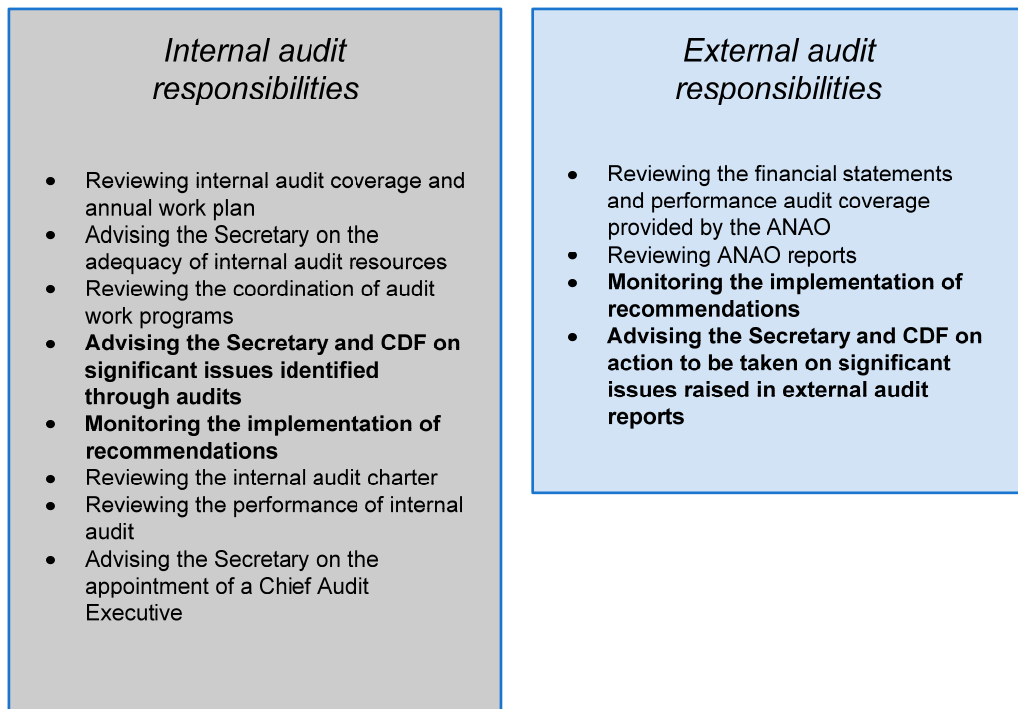 Internal audit
responsibilities
• Reviewing internal audit coverage and
annual work plan
• Advising the Secretary on the
adequacy of internal audit resources
• Reviewing the coordination of audit
work programs
• Advising the Secretary and CDF on
significant issues identified
through audits
• Monitoring the implementation of
recommendations
• Reviewing the internal audit charter
• Reviewing the performance of internal
audit
• Advising the Secretary on the
appointment of a Chief Audit
Executive
External audit
responsibilities
• Reviewing the financial statements
and performance audit coverage
provided by the ANAO
• Reviewing ANAO reports
• Monitoring the implementation of
recommendations
• Advising the Secretary and CDF on
action to be taken on significant
issues raised in external audit
reports